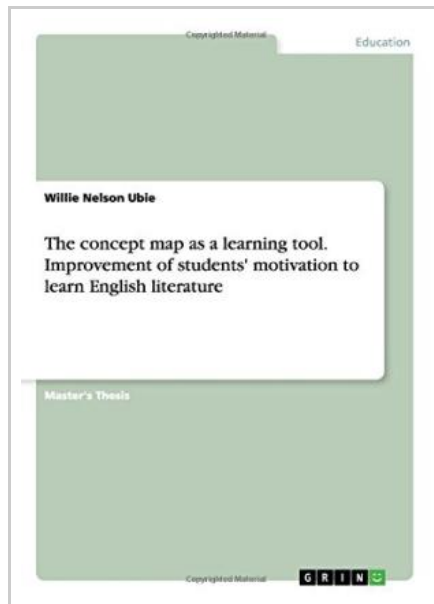 Copyrighted Material
Education
Willie Nelson Ubie
The concept map as a learning tool.
Improvement of students' motivation to
learn English literature
Master's Thesis
Copyrighted Material
GRIN